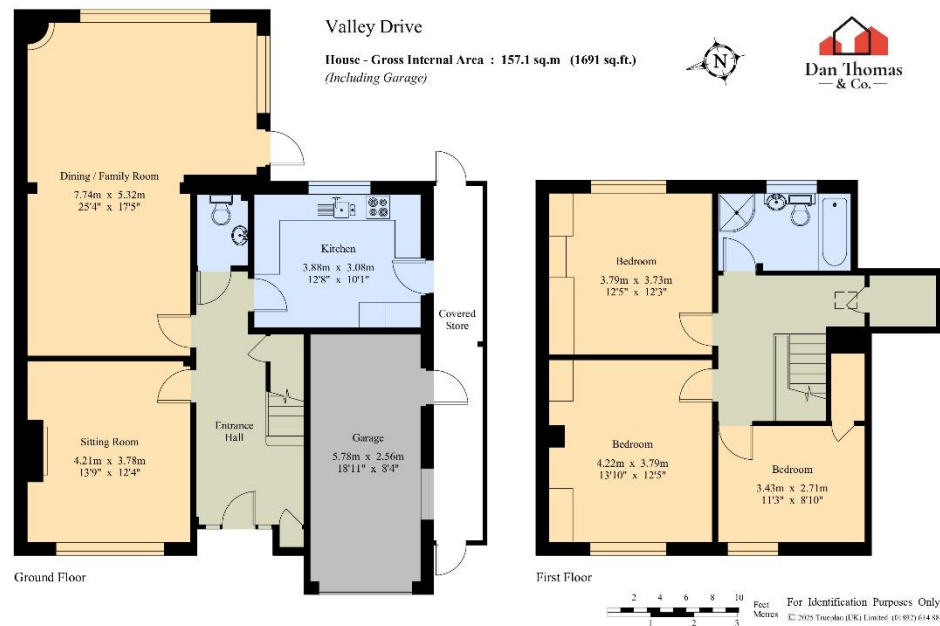 Valley Drive
House - Gross Internal Area : 157.1 sq.m (1691 sq.ft.)
(Including Garage)
N
Dan Thomas
& Co.
Dining / Family Room
7.74m x 5.32m
25'4" x 17'5"
Kitchen
3.88m x 3.08m
12'8" x 10'1"
Covered
Store
Entrance
Hall
Sitting Room
4.21m x 3.78m
13'9" x 12'4"
Garage
5.78m x 2.56m
18'11" x 8'4"
Ground Floor
Bedroom
3.79m x 3.73m
12'5" x 12'3"
Bedroom
4.22m x 3.79m
13'10" x 12'5"
Bedroom
3.43m x 2.71m
11'3" x 8'10"
First Floor
2 4 6 8 10
Feet
Metres
1 2 3
For Identification Purposes Only
© 2025 Trueplan (UK) Limited (01892) 614 88